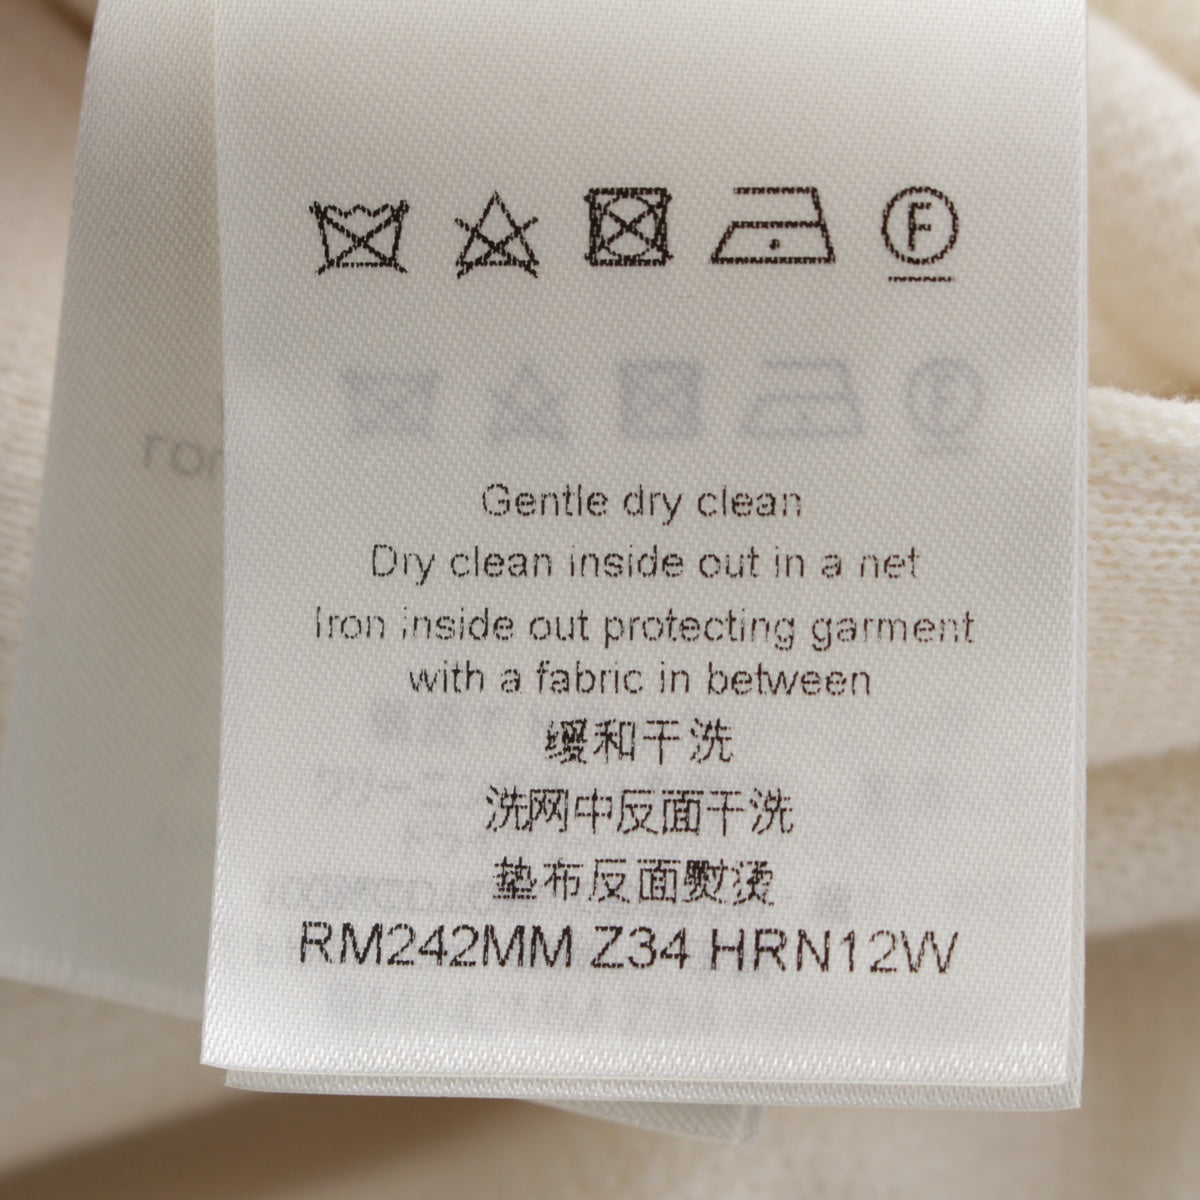 F
Gentle dry clean
Dry clean inside out in a net
Iron inside out protecting garment
with a fabric in between
缓和干洗
洗网中反面干洗
垫布反面熨烫
RM242MM Z34 HRN12W